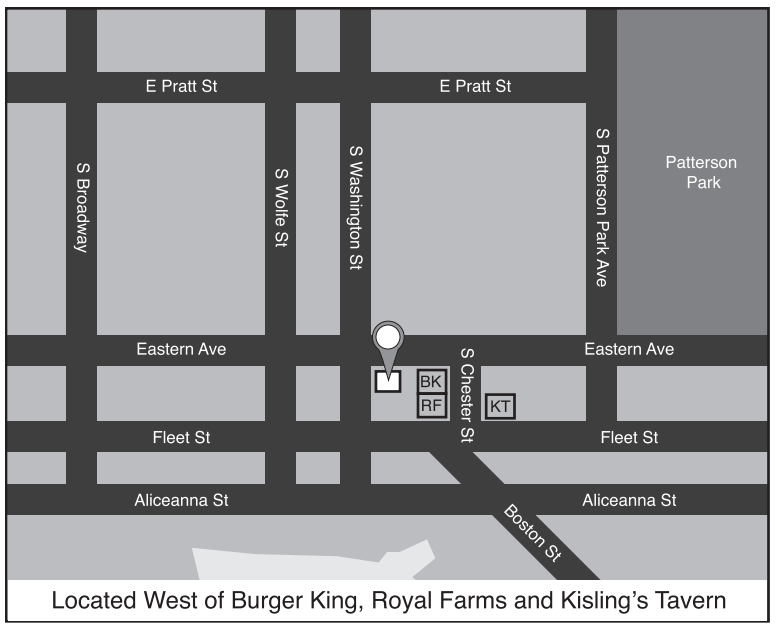 E Pratt St
E Pratt St
S Broadway
S Wolfe St
S Washington St
S Patterson Park Ave
Patterson
Park
Eastern Ave
Eastern Ave
S Chester St
BK
RF
KT
Fleet St
Fleet St
Aliceanna St
Aliceanna St
Boston St
Located West of Burger King, Royal Farms and Kisling's Tavern